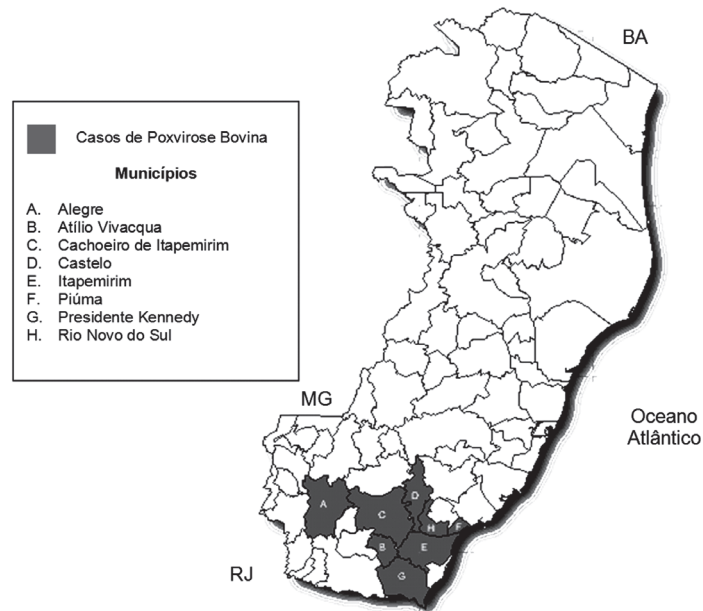 BA
Casos de Poxvirose Bovina
Municípios
A. Alegre
B. Atílio Vivacqua
C. Cachoeiro de Itapemirim
D. Castelo
E. Itapemirim
F. Piúma
G. Presidente Kennedy
H. Rio Novo do Sul
MG
Oceano
Atlântico
D
A
C
H
F
B
E
G
RJ